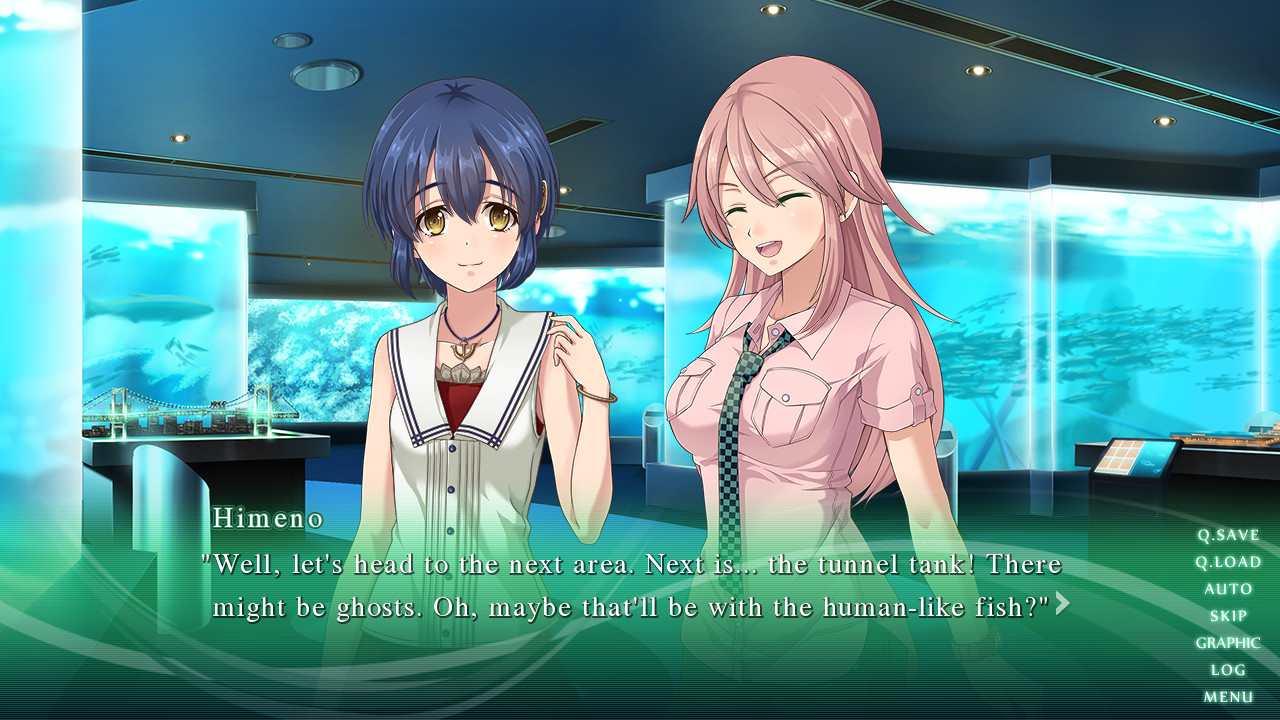 Himeno
"Well, let's head to the next area. Next is... the tunnel tank! There
might be ghosts. Oh, maybe that'll be with the human-like fish?"
Q.SAVE
Q.LOAD
AUTO
SKIP
GRAPHIC
LOG
MENU